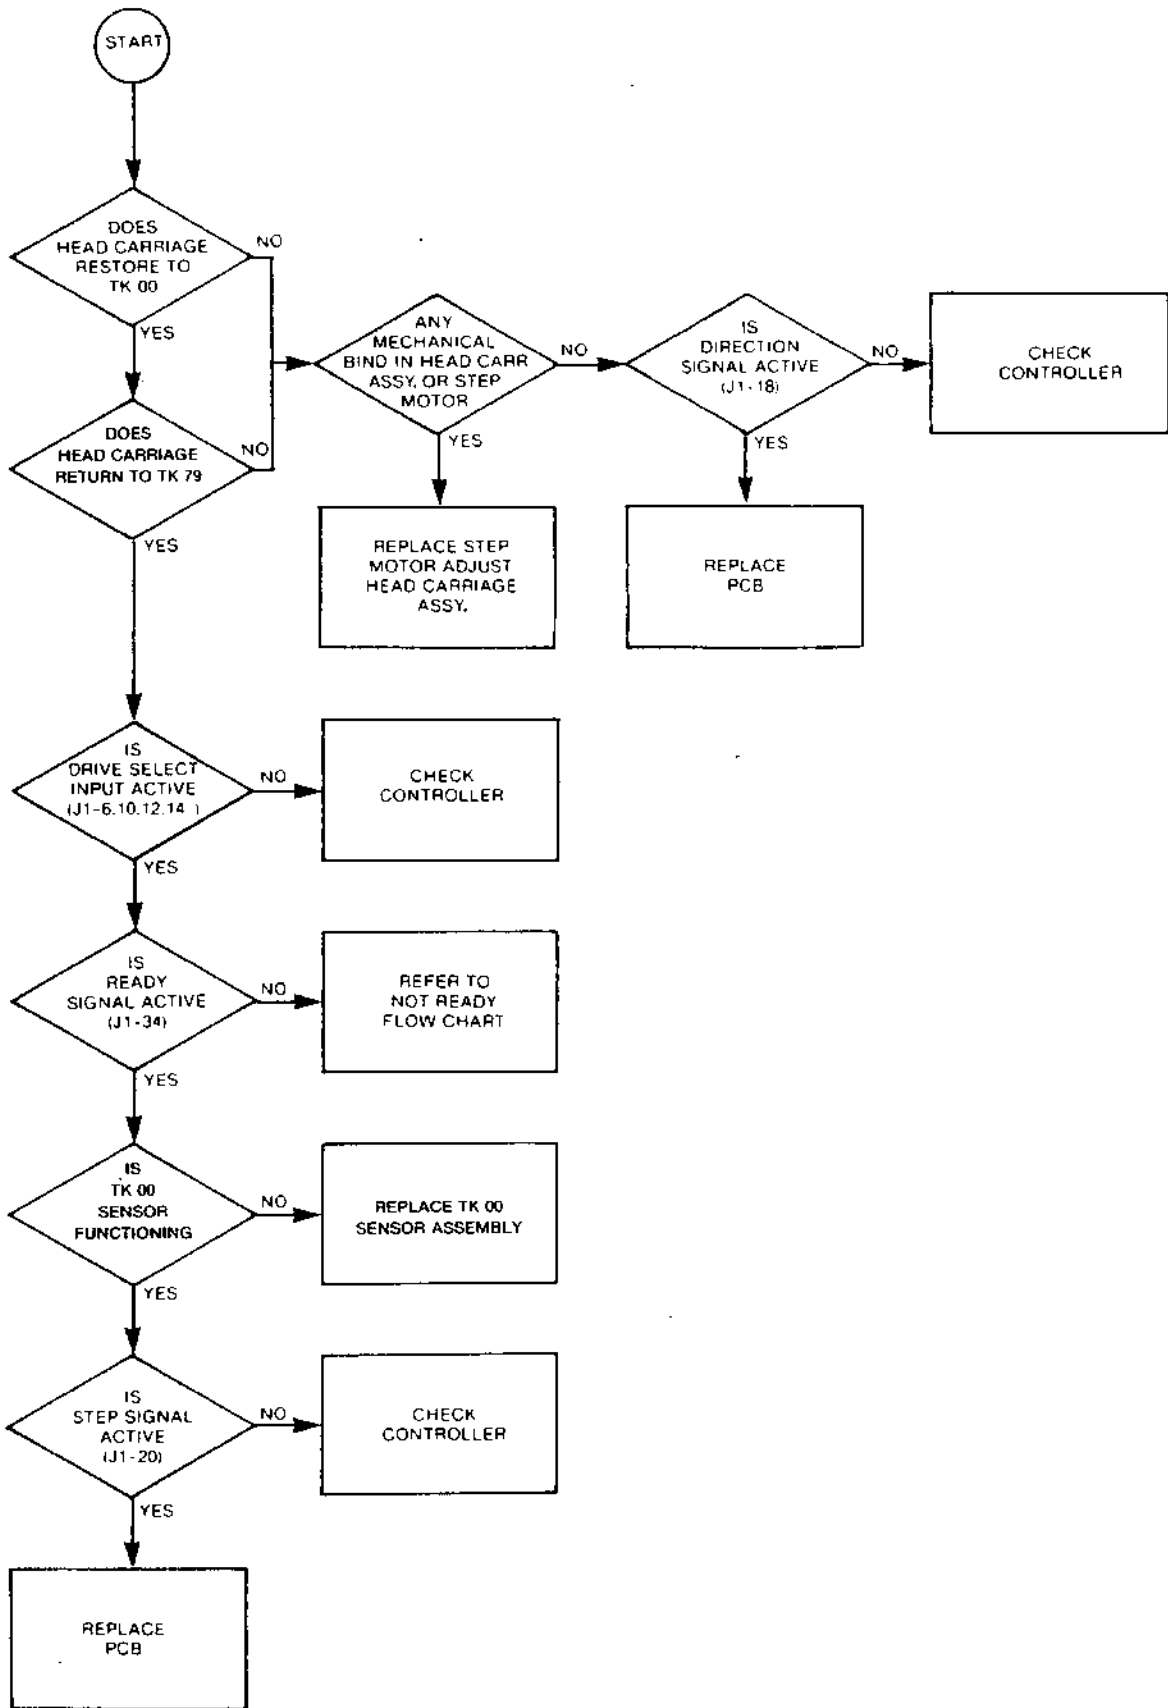 START
DOES
HEAD CARRIAGE
RESTORE TO
TK 00
NO
YES
DOES
HEAD CARRIAGE
RETURN TO TK 79
NO
YES
ANY
MECHANICAL
BIND IN HEAD CARR
ASSY. OR STEP
MOTOR
NO
YES
IS
DIRECTION
SIGNAL ACTIVE
(J1-18)
NO
YES
CHECK
CONTROLLER
REPLACE STEP
MOTOR ADJUST
HEAD CARRIAGE
ASSY.
REPLACE
PCB
IS
DRIVE SELECT
INPUT ACTIVE
(J1-6.10.12.14 )
NO
YES
CHECK
CONTROLLER
IS
READY
SIGNAL ACTIVE
(J1-34)
NO
YES
REFER TO
NOT READY
FLOW CHART
IS
TK 00
SENSOR
FUNCTIONING
NO
YES
REPLACE TK 00
SENSOR ASSEMBLY
IS
STEP SIGNAL
ACTIVE
(J1-20)
NO
YES
CHECK
CONTROLLER
REPLACE
PCB